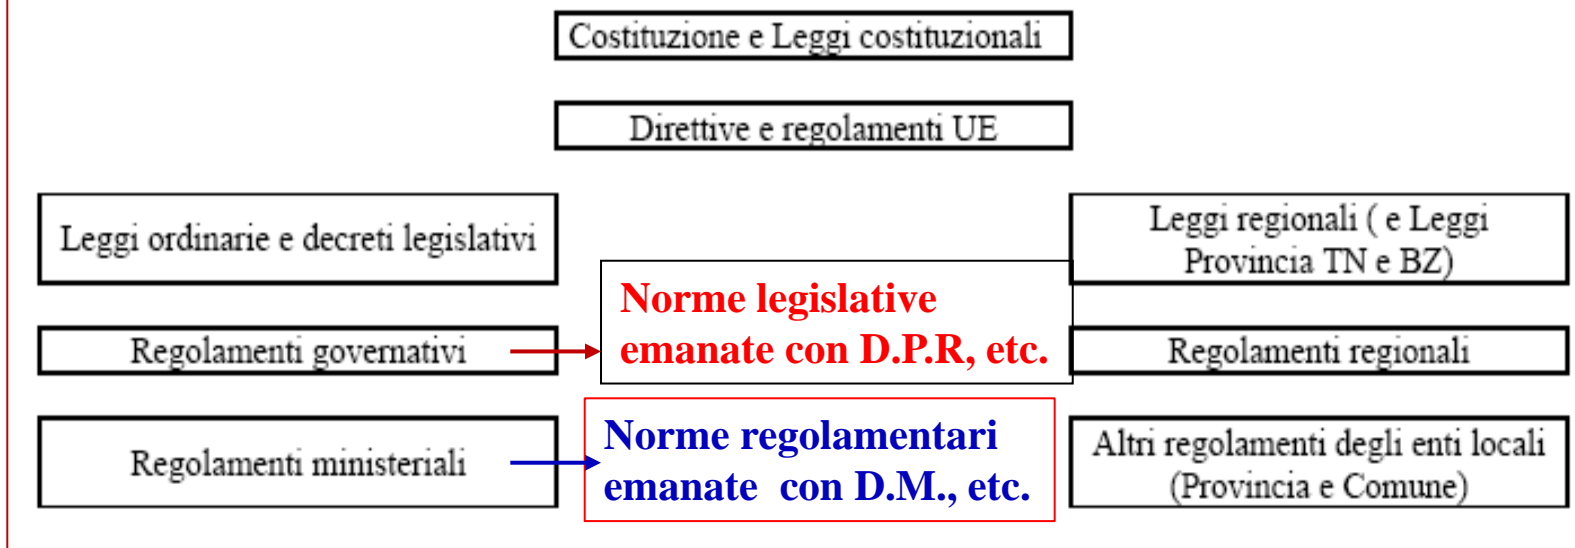 Costituzione e Leggi costituzionali
Direttive e regolamenti UE
Leggi ordinarie e decreti legislativi
Leggi regionali ( e Leggi
Provincia TN e BZ)
Norme legislative
emanate con D.P.R, etc.
Regolamenti governativi
Regolamenti regionali
Regolamenti ministeriali
Norme regolamentari
emanate con D.M., etc.
Altri regolamenti degli enti locali
(Provincia e Comune)